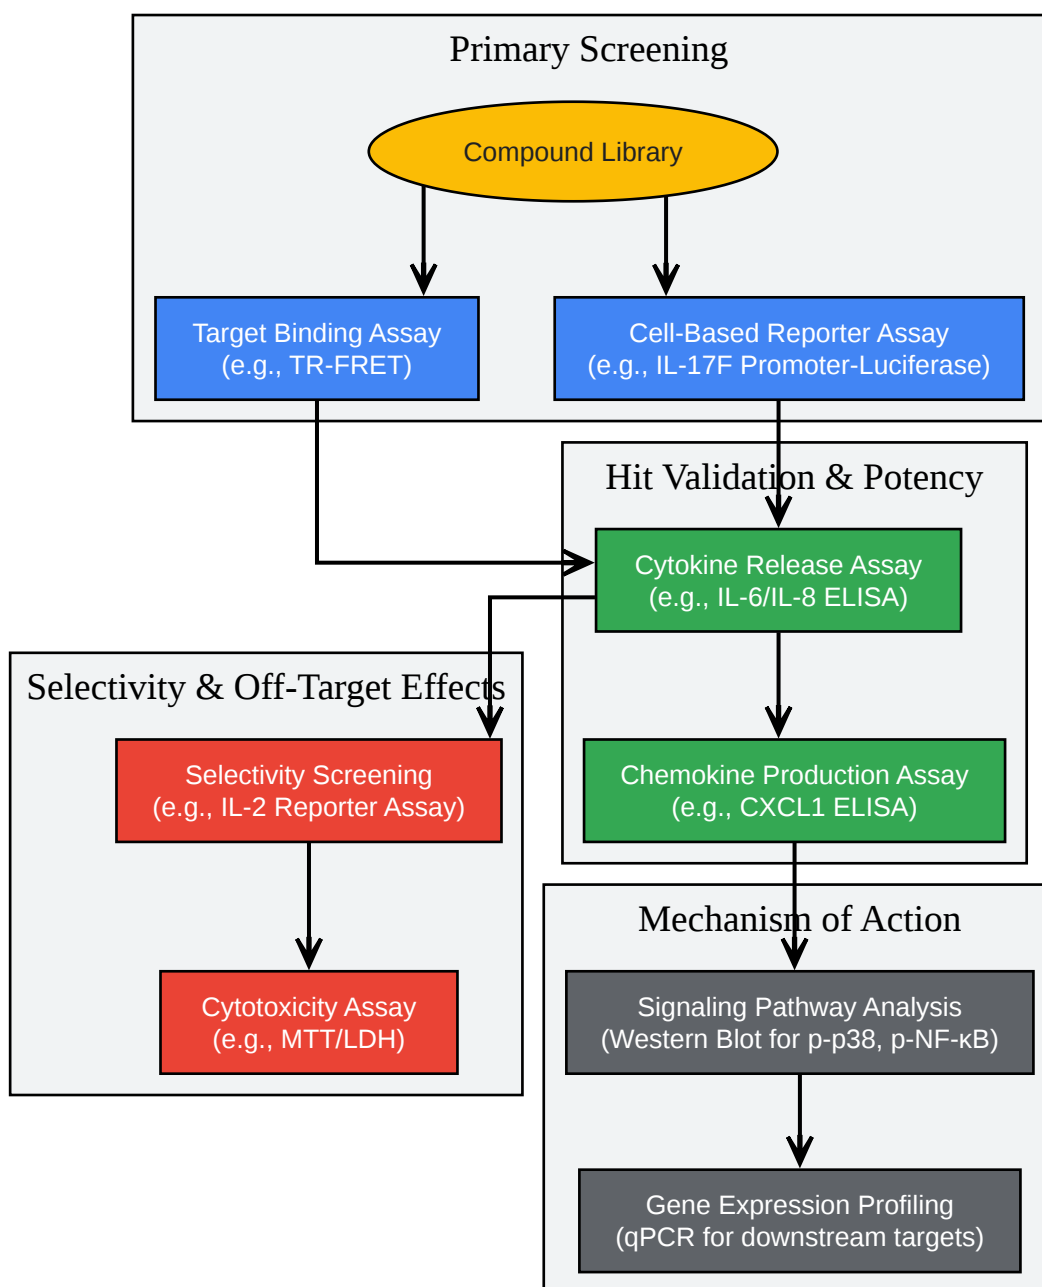 Primary Screening
Compound Library
Target Binding Assay
(e.g., TR-FRET)
Cell-Based Reporter Assay
(e.g., IL-17F Promoter-Luciferase)
Hit Validation & Potency
Cytokine Release Assay
(e.g., IL-6/IL-8 ELISA)
Selectivity & Off-Target Effects
Selectivity Screening
(e.g., IL-2 Reporter Assay)
Chemokine Production Assay
(e.g., CXCL1 ELISA)
Mechanism of Action
Cytotoxicity Assay
(e.g., MTT/LDH)
Signaling Pathway Analysis
(Western Blot for p-p38, p-NF-κB)
Gene Expression Profiling
(qPCR for downstream targets)